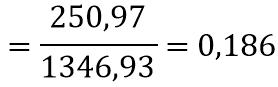 = 250,97 / 1346,93 = 0,186